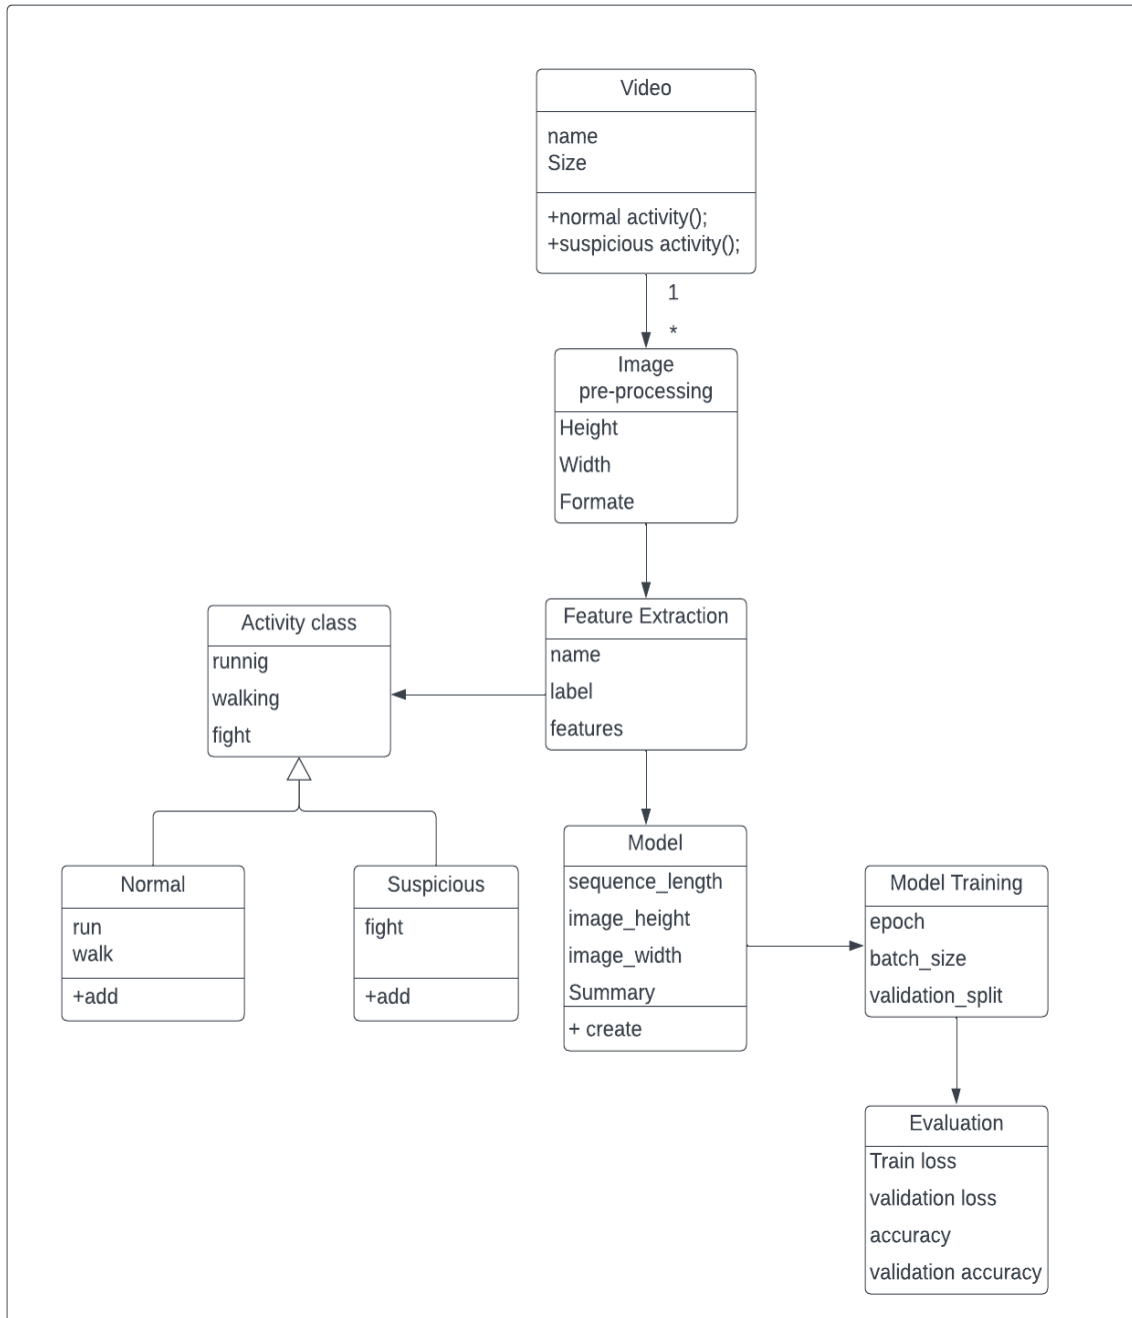 Video
name
Size
+normal activity();
+suspicious activity();
1
*
Image
pre-processing
Height
Width
Formate
Feature Extraction
name
label
features
Activity class
runnig
walking
fight
Normal
run
walk
+add
Suspicious
fight
+add
Model
sequence_length
image_height
image_width
Summary
+ create
Model Training
epoch
batch_size
validation_split
Evaluation
Train loss
validation loss
accuracy
validation accuracy